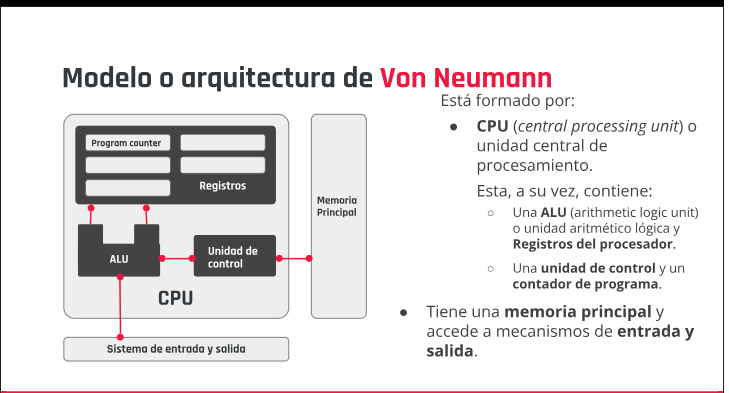 Modelo o arquitectura de Von Neumann
Program counter
Registros
ALU
Unidad de
control
CPU
Memoria
Principal
Sistema de entrada y salida
Está formado por:
● CPU (central processing unit) o
unidad central de
procesamiento.
Esta, a su vez, contiene:
○ Una ALU (arithmetic logic unit)
o unidad aritmético lógica y
Registros del procesador.
○ Una unidad de control y un
contador de programa.
● Tiene una memoria principal y
accede a mecanismos de entrada y
salida.